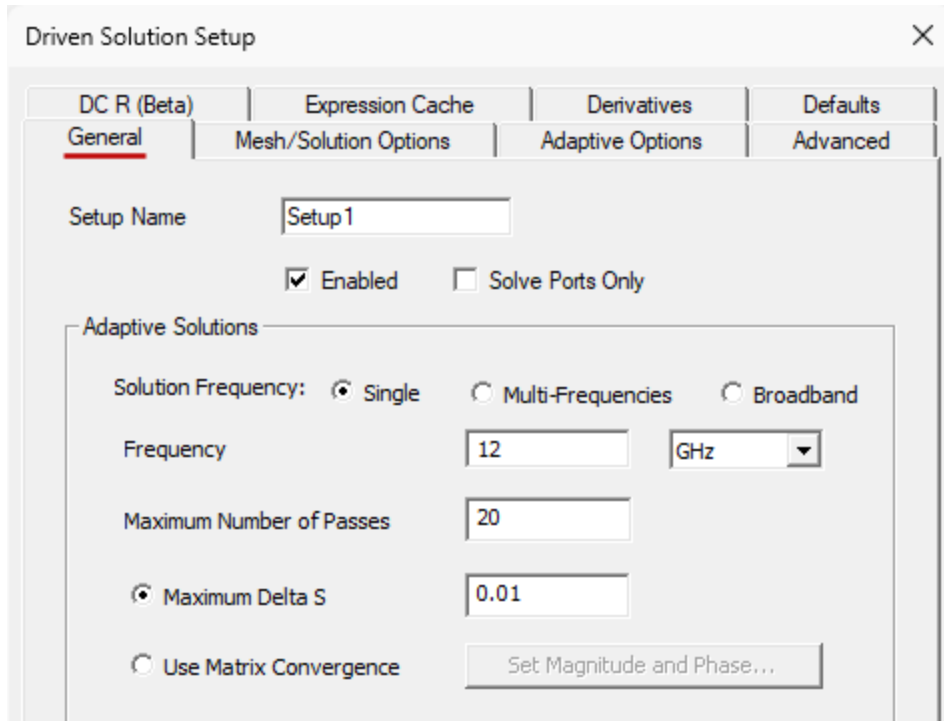 Driven Solution Setup
DC R (Beta) Expression Cache Derivatives Defaults
General Mesh/Solution Options Adaptive Options Advanced
Setup Name Setup1
Enabled Solve Ports Only
Adaptive Solutions
Solution Frequency: Single Multi-Frequencies Broadband
Frequency 12 GHz
Maximum Number of Passes 20
Maximum Delta S 0.01
Use Matrix Convergence Set Magnitude and Phase...